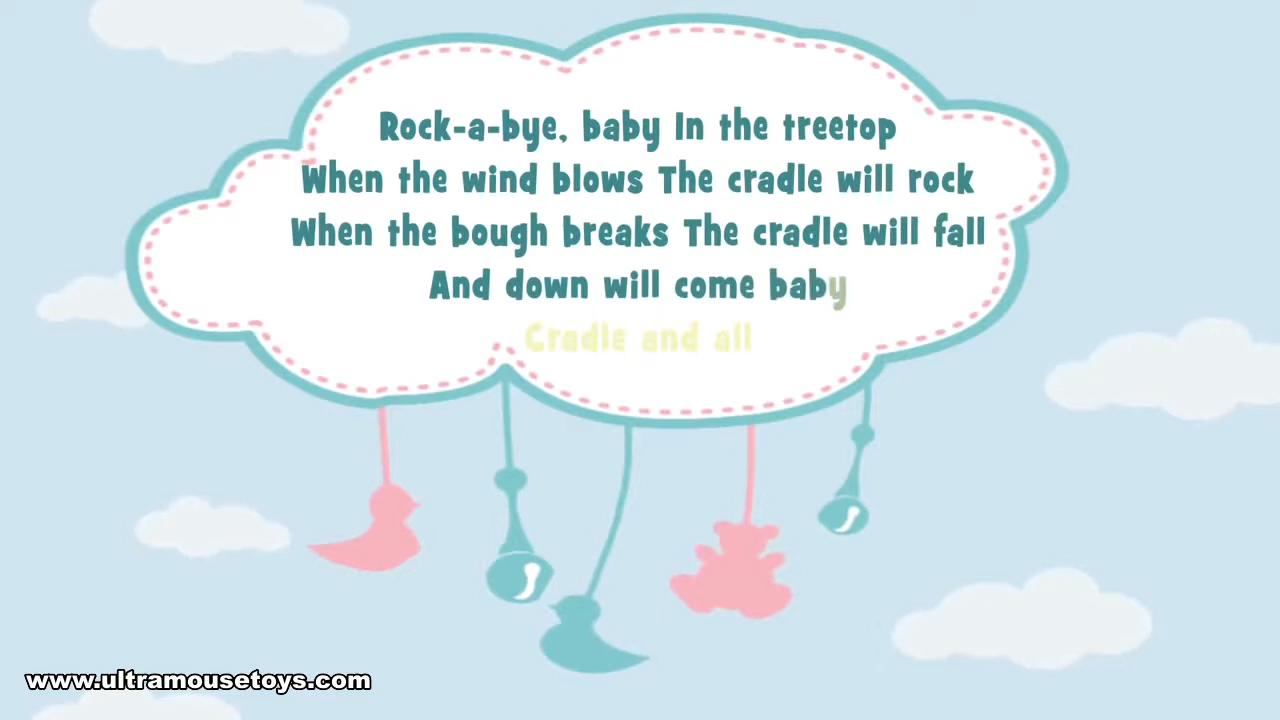 Rock-a-bye, baby In the treetop
When the wind blows The cradle will rock
When the bough breaks The cradle will fall
And down will come baby
Cradle and all
www.ultramousetoys.com